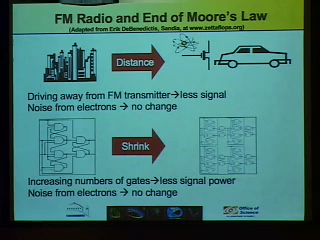 FM Radio and End of Moore's Law
(Adapted from Erik DeBenedictis, Sandia, at www.zettaflops.org)
Distance
Driving away from FM transmitter→less signal
Noise from electrons → no change
Shrink
Increasing numbers of gates→less signal power
Noise from electrons → no change
Office of
Science